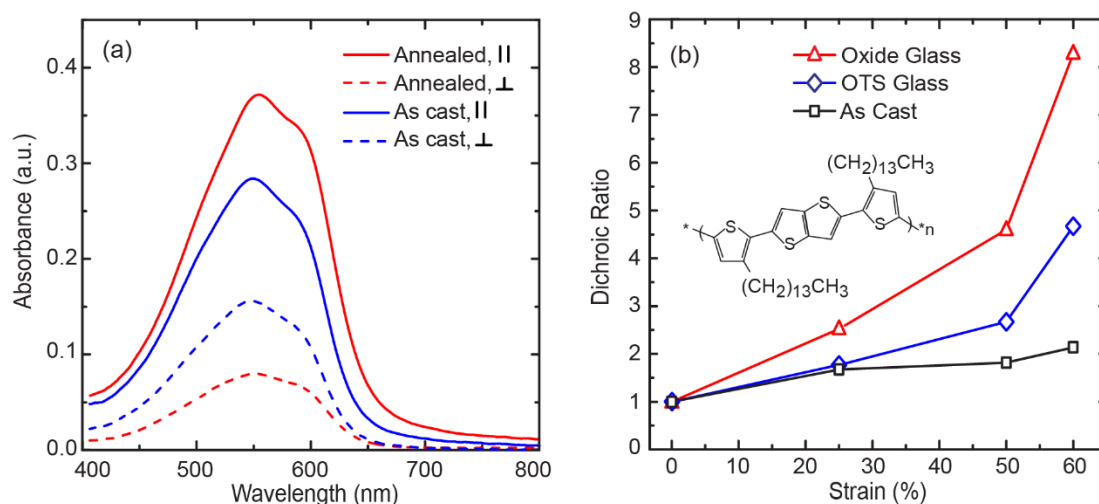 (a)
Annealed, ||
Annealed, ⊥
As cast, ||
As cast, ⊥
0.4
0.3
0.2
0.1
0.0
Absorbance (a.u.)
400 500 600 700 800
Wavelength (nm)
(b)
Oxide Glass
OTS Glass
As Cast
9
8
7
6
5
4
3
2
1
0
Dichroic Ratio
(CH2)13CH3
S
S
S
S
* ( )*n
(CH2)13CH3
0 10 20 30 40 50 60
Strain (%)